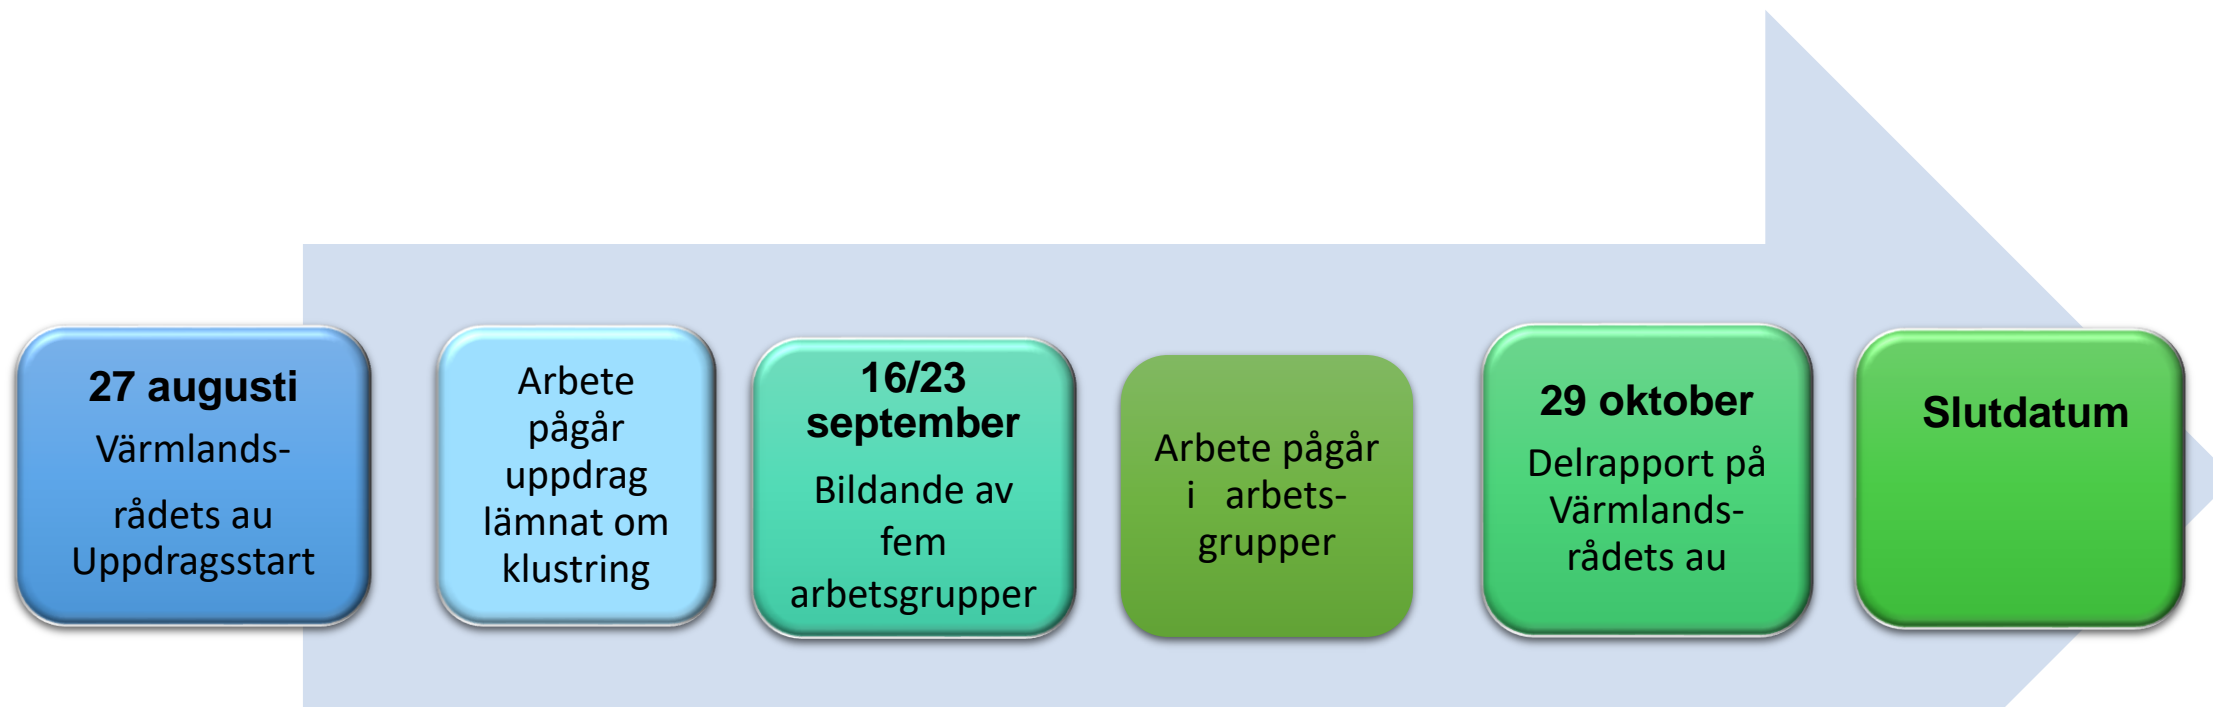 27 augusti
Värmlands-
rådets au
Uppdragsstart
Arbete
pågår
uppdrag
lämnat om
klustring
16/23
september
Bildande av
fem
arbetsgrupper
Arbete pågår
i arbets-
grupper
29 oktober
Delrapport på
Värmlands-
rådets au
Slutdatum